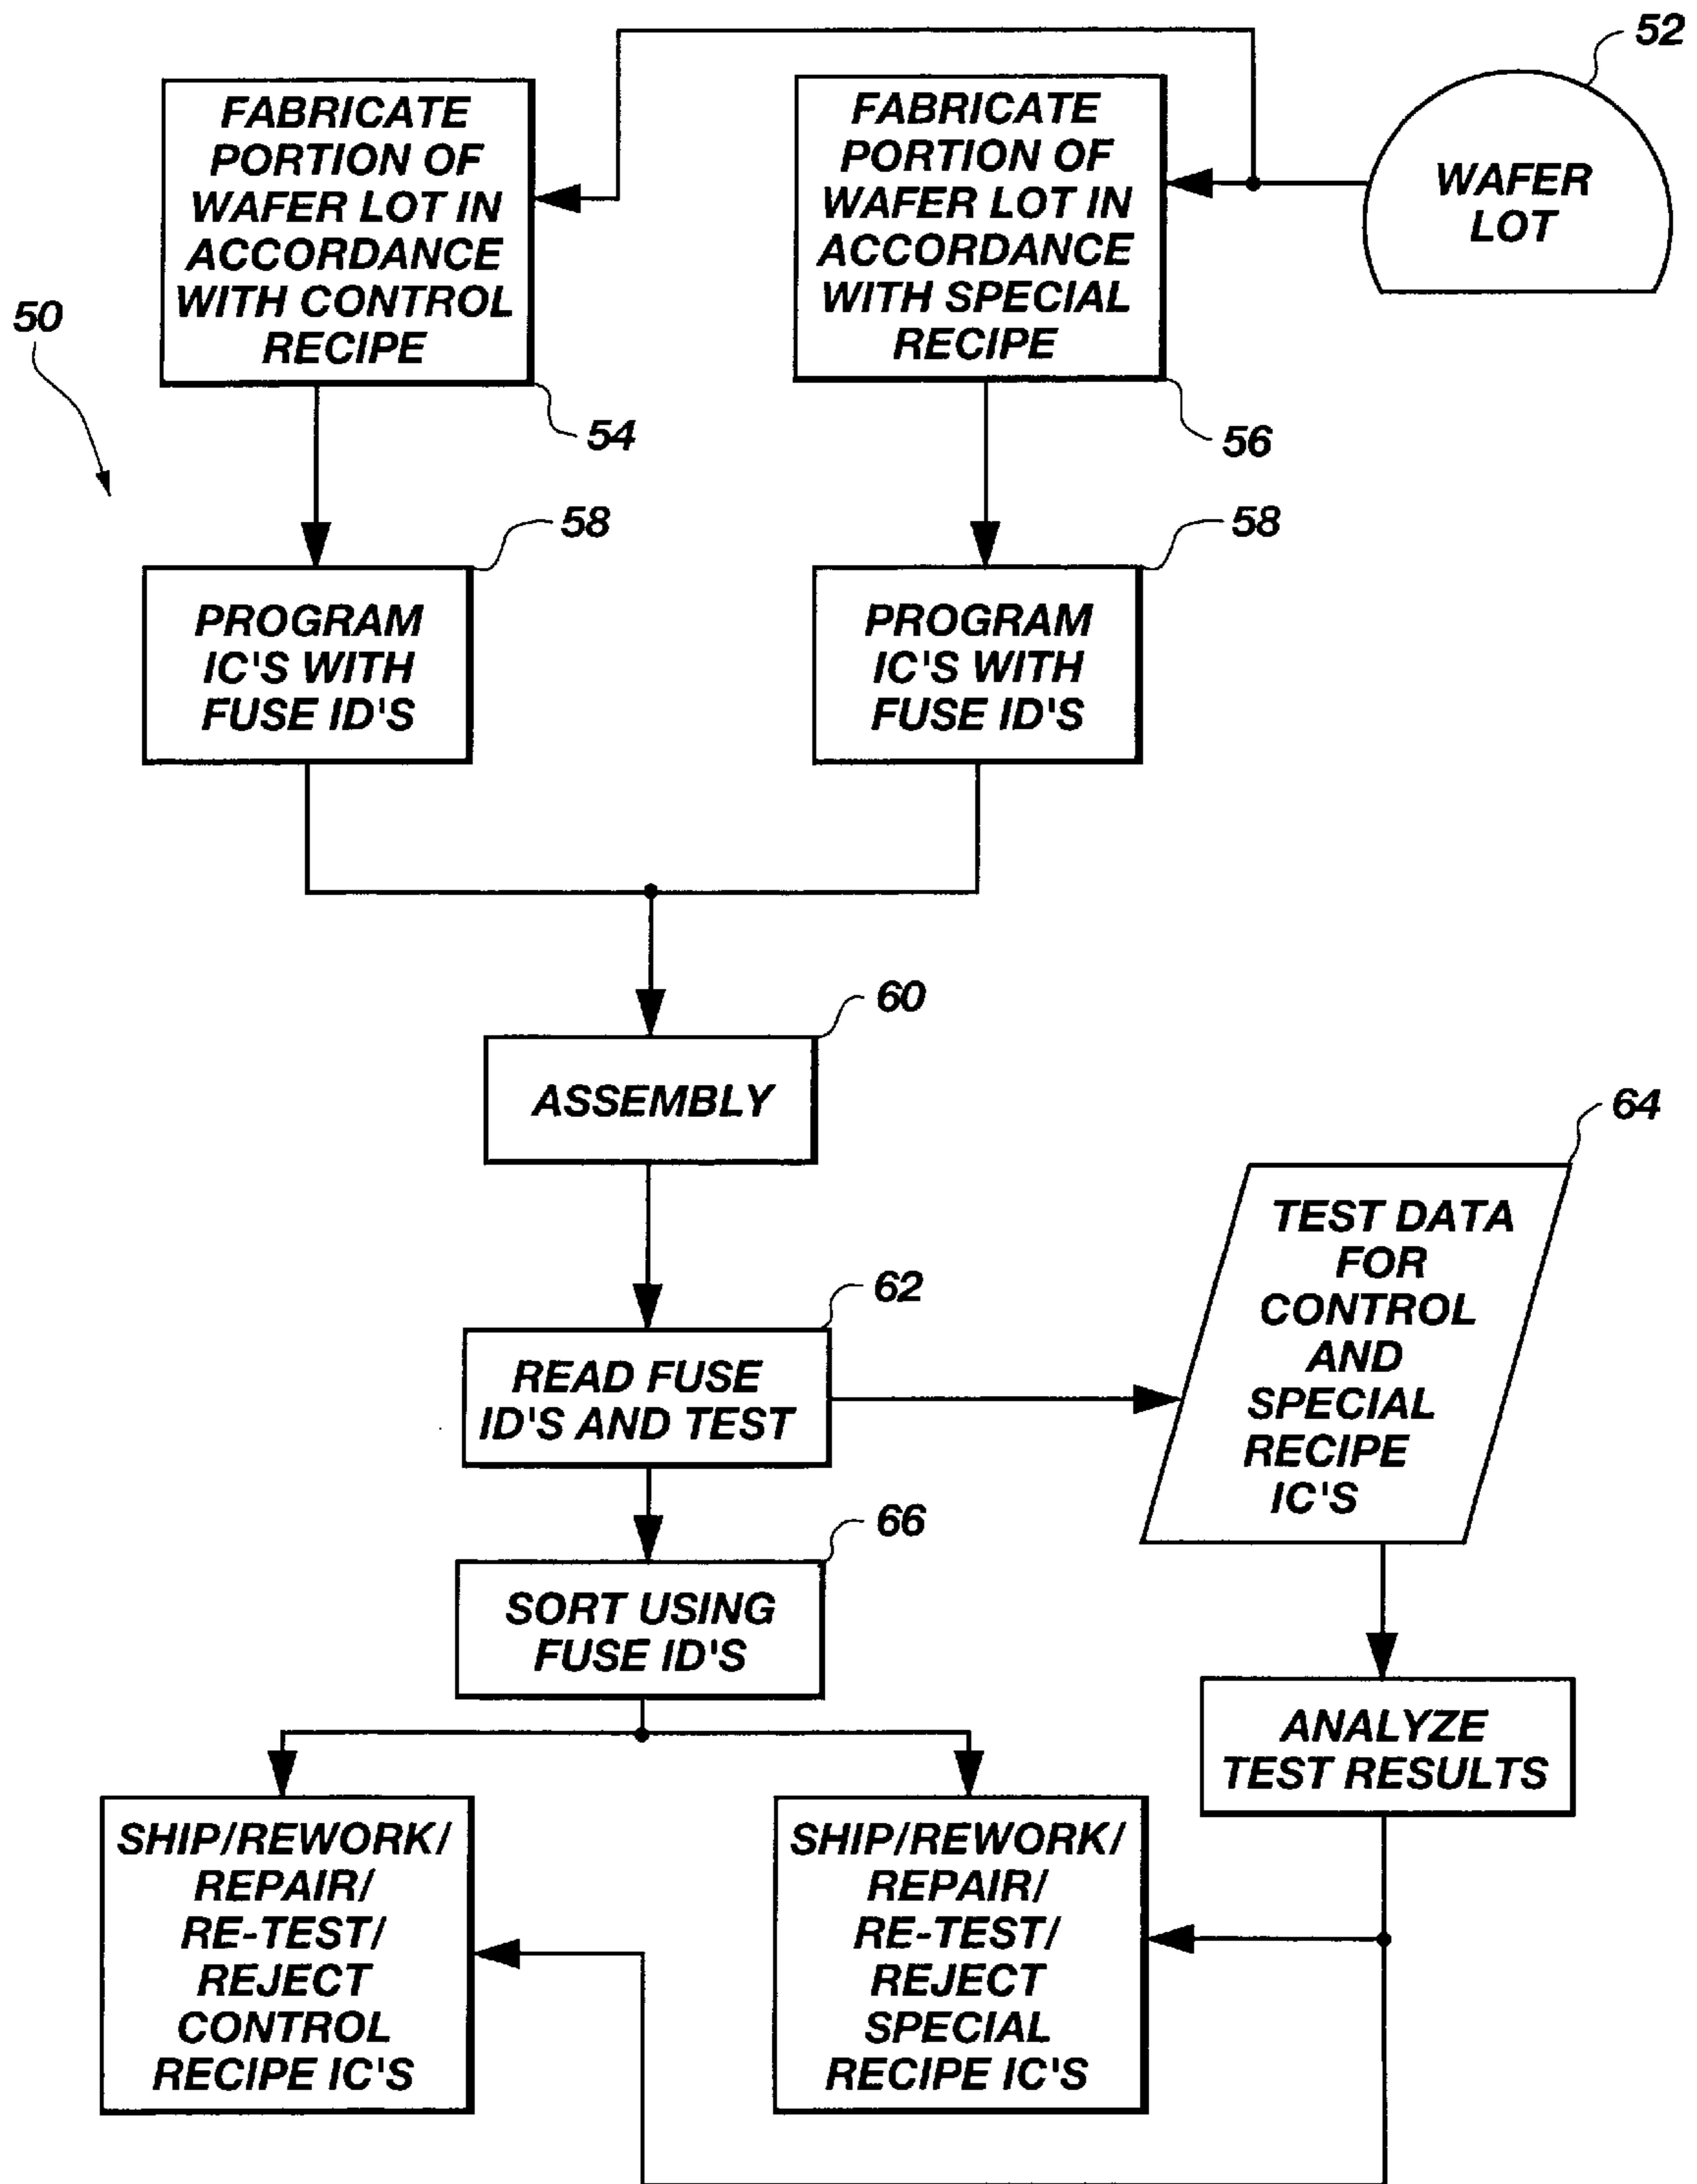 52
FABRICATE
PORTION OF
WAFER LOT IN
ACCORDANCE
WITH CONTROL
RECIPE
54
FABRICATE
PORTION OF
WAFER LOT IN
ACCORDANCE
WITH SPECIAL
RECIPE
56
WAFER
LOT
50
58
PROGRAM
IC'S WITH
FUSE ID'S
58
PROGRAM
IC'S WITH
FUSE ID'S
60
ASSEMBLY
62
READ FUSE
ID'S AND TEST
64
TEST DATA
FOR
CONTROL
AND
SPECIAL
RECIPE
IC'S
66
SORT USING
FUSE ID'S
ANALYZE
TEST RESULTS
SHIP/REWORK/
REPAIR/
RE-TEST/
REJECT
CONTROL
RECIPE IC'S
SHIP/REWORK/
REPAIR/
RE-TEST/
REJECT
SPECIAL
RECIPE IC'S